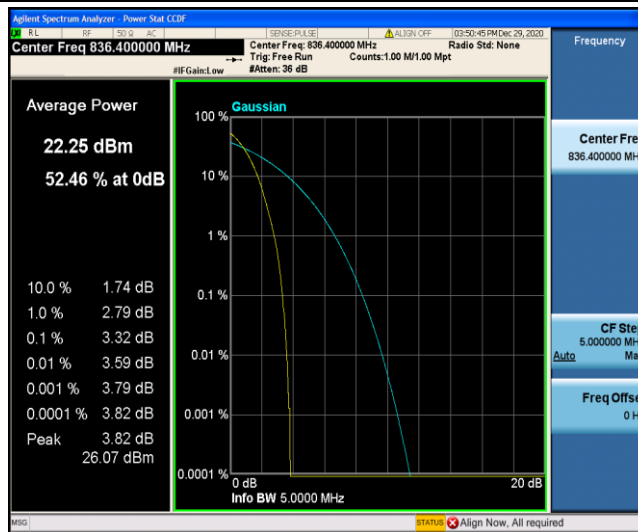 Agilent Spectrum Analyzer - Power Stat CCDF
RL RF 50 Ω AC SENSE:PULSE ALIGN OFF 03:50:45 PM Dec 29, 2020
Center Freq 836.400000 MHz
Center Freq: 836.400000 MHz Radio Std: None
Trig: Free Run Counts:1.00 M/1.00 Mpt
#IFGain:Low #Atten: 36 dB
Frequency
Average Power
22.25 dBm
52.46 % at 0dB
10.0 % 1.74 dB
1.0 % 2.79 dB
0.1 % 3.32 dB
0.01 % 3.59 dB
0.001 % 3.79 dB
0.0001 % 3.82 dB
Peak 3.82 dB
26.07 dBm
Gaussian
100 %
10 %
1 %
0.1 %
0.01 %
0.001 %
0.0001 %
0 dB 20 dB
Info BW 5.0000 MHz
Center Fre
836.400000 MH
CF Ste
5.000000 MH
Auto Ma
Freq Offse
0 H
MSG STATUS Align Now, All required